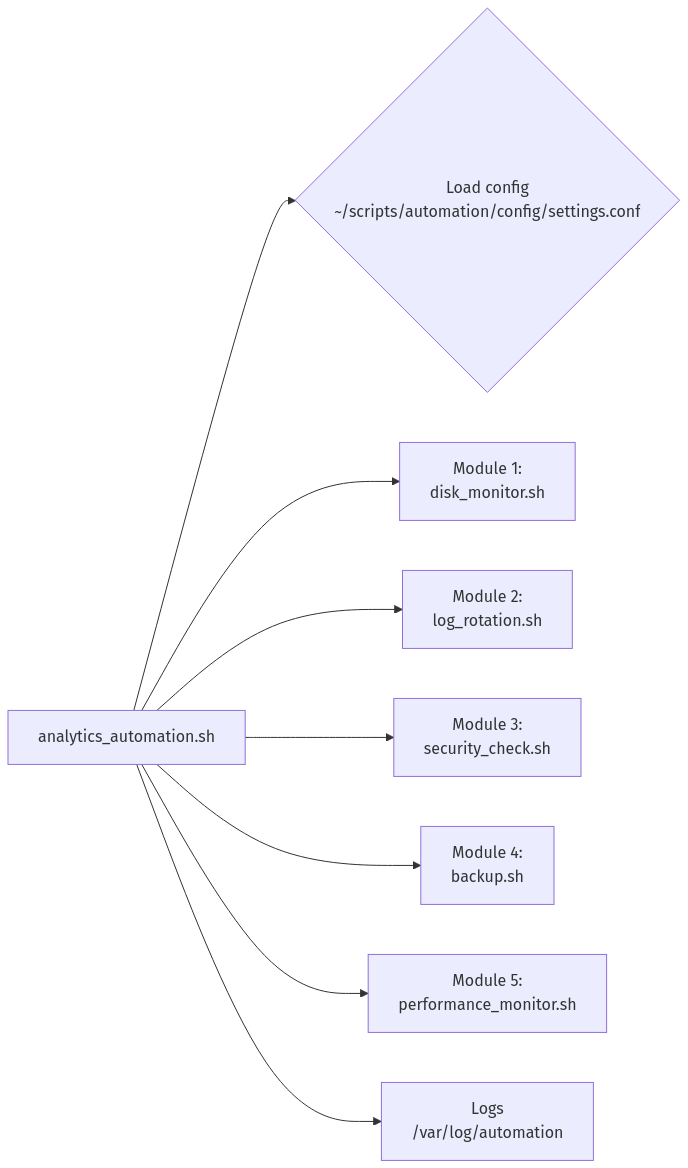 Load config
~/scripts/automation/config/settings.conf
Module 1:
disk_monitor.sh
Module 2:
log_rotation.sh
analytics_automation.sh
Module 3:
security_check.sh
Module 4:
backup.sh
Module 5:
performance_monitor.sh
Logs
/var/log/automation